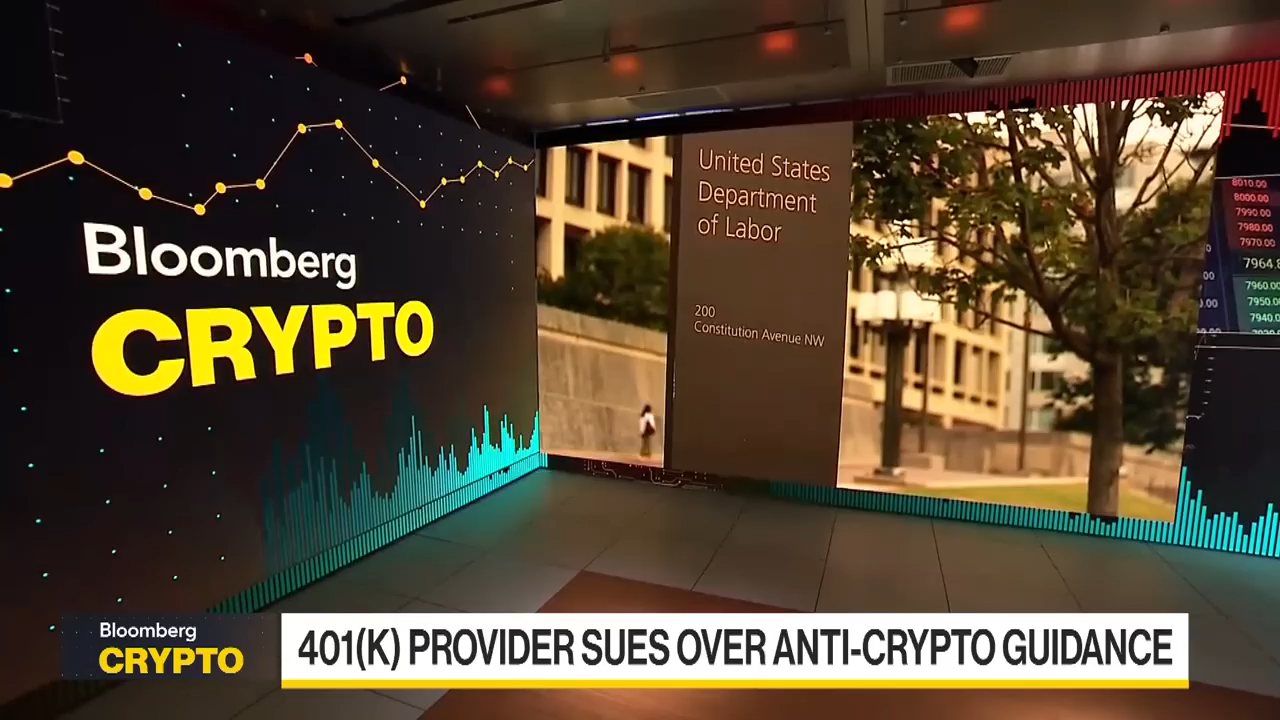 Bloomberg
CRYPTO
United States
Department
of Labor
200
Constitution Avenue NW
8010.00
8000.00
7990.00
7980.00
7970.00
7964.8
7960.00
7950.00
7940.0
Bloomberg
CRYPTO
401(K) PROVIDER SUES OVER ANTI-CRYPTO GUIDANCE